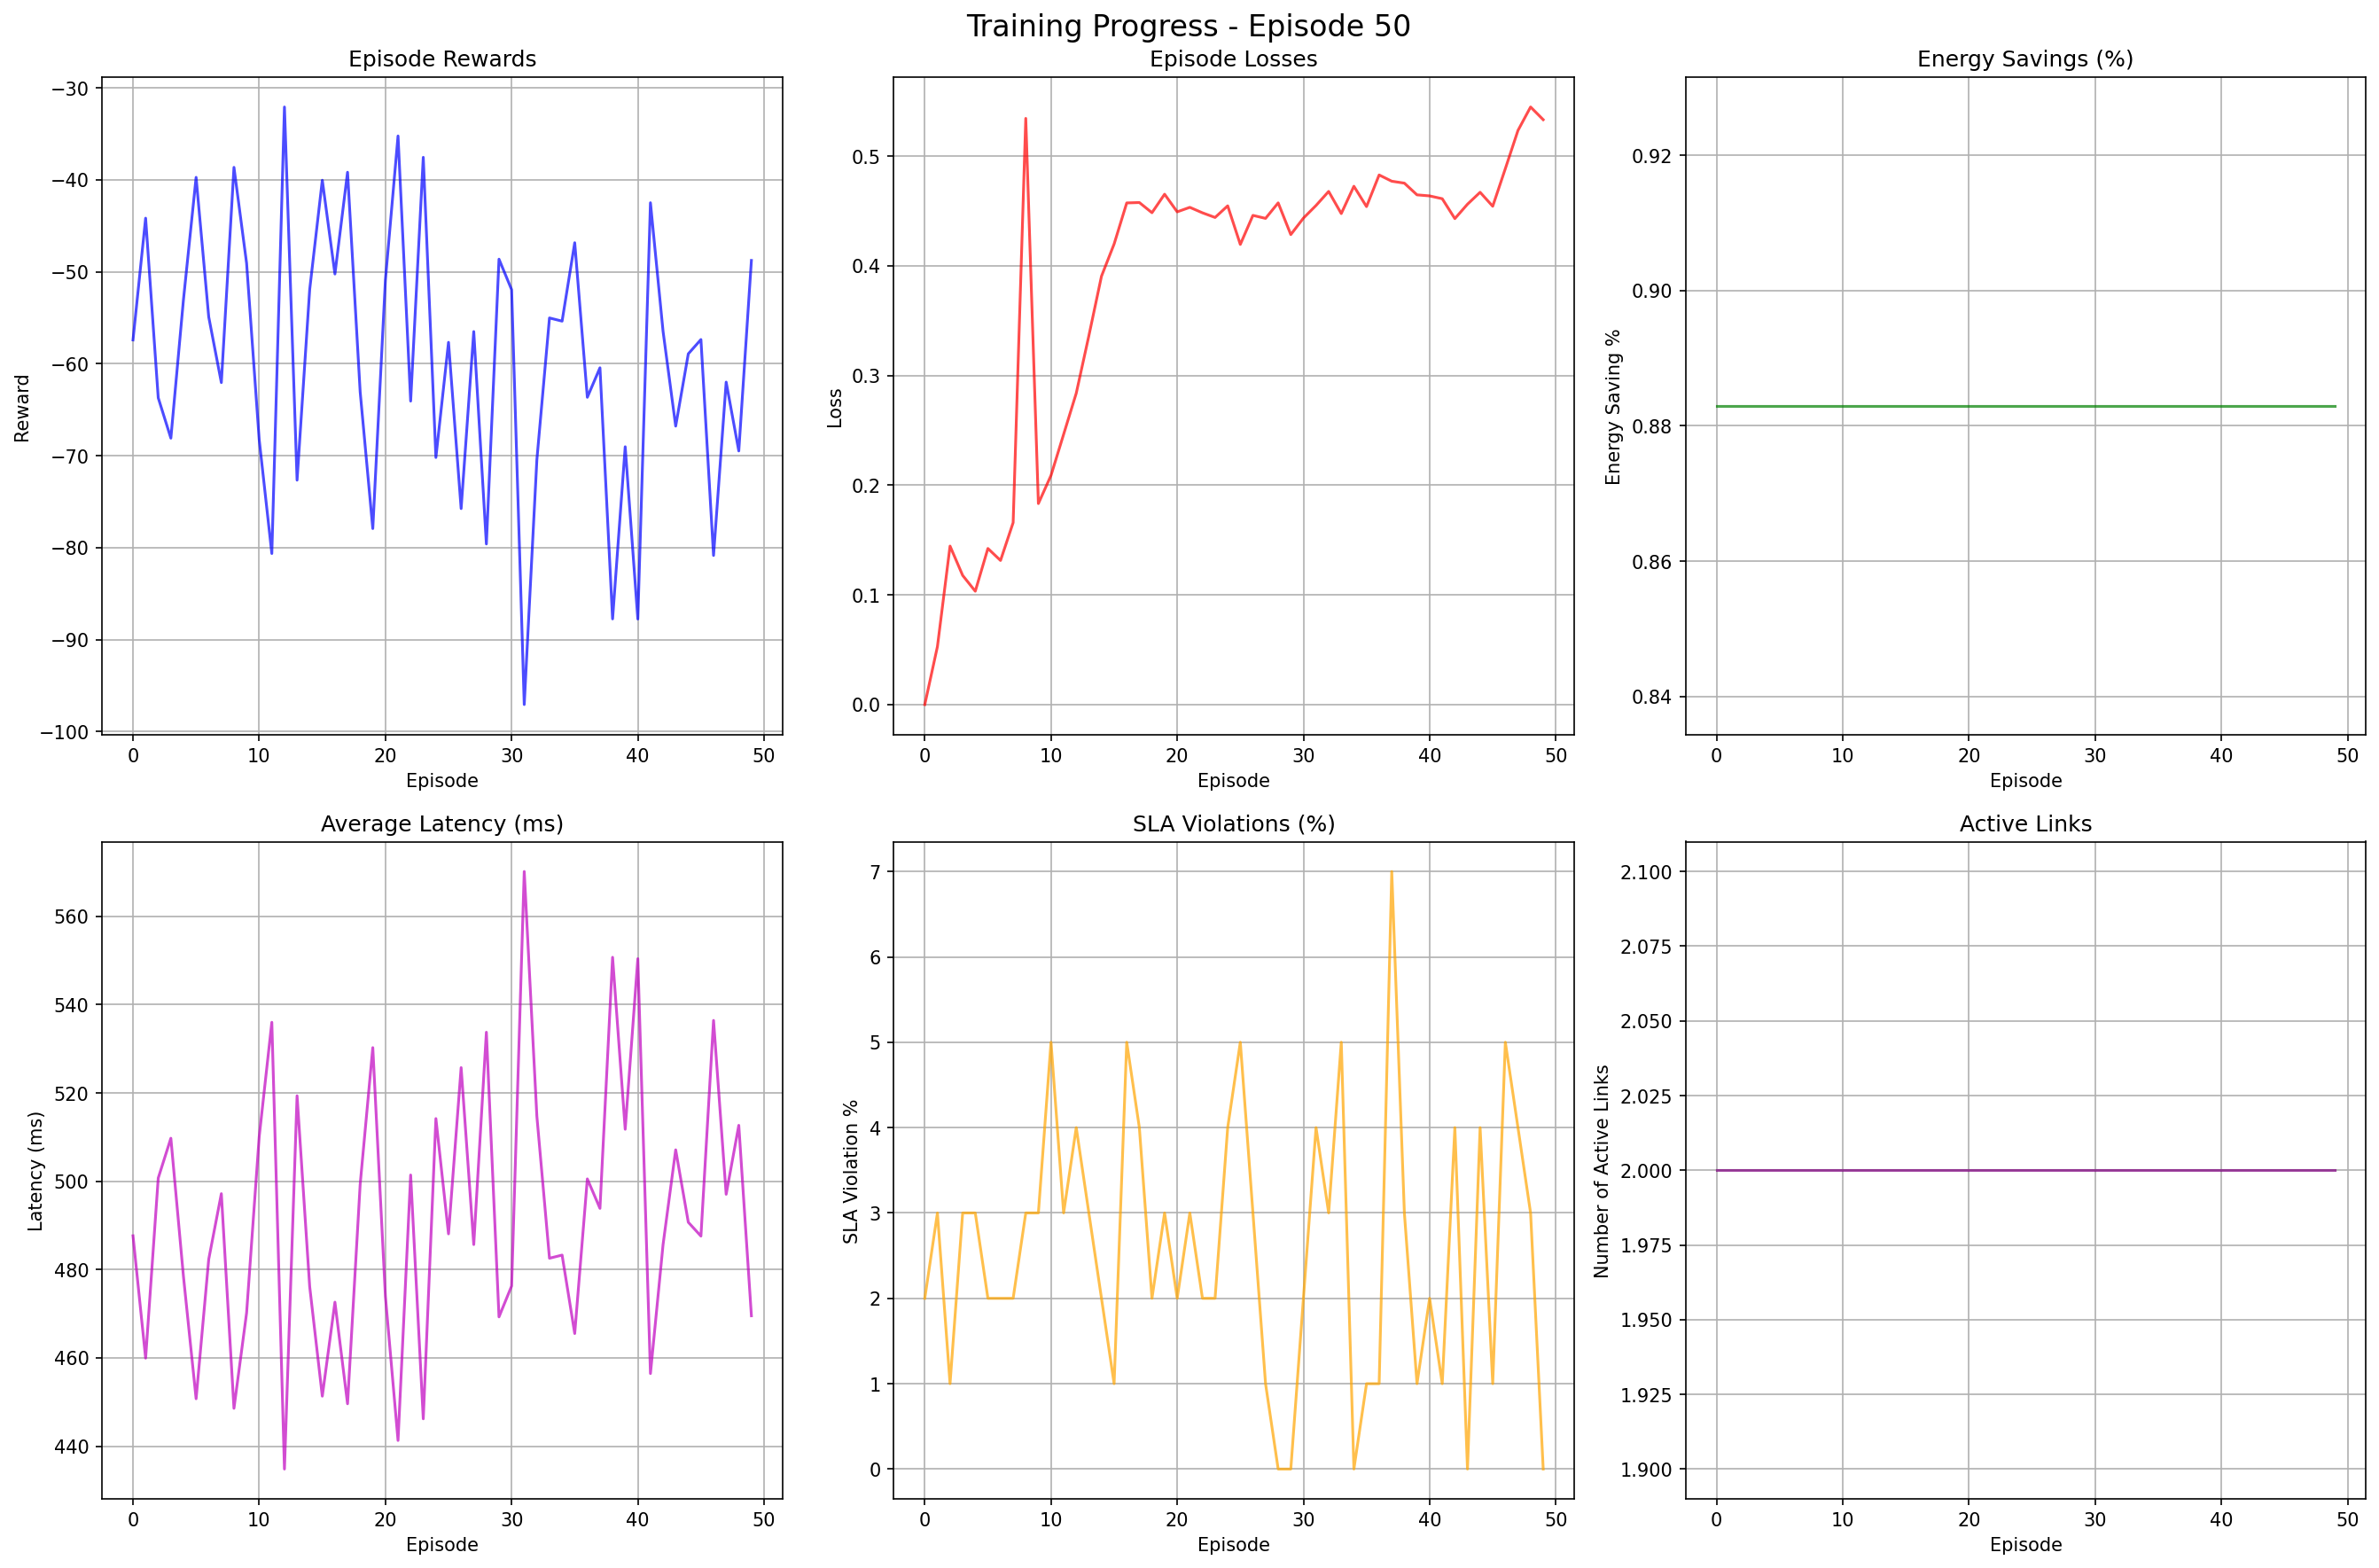 Training Progress - Episode 50
Episode Rewards
Reward
−30
−40
−50
−60
−70
−80
−90
−100
0 10 20 30 40 50
Episode
Episode Losses
Loss
0.5
0.4
0.3
0.2
0.1
0.0
0 10 20 30 40 50
Episode
Energy Savings (%)
Energy Saving %
0.92
0.90
0.88
0.86
0.84
0 10 20 30 40 50
Episode
Average Latency (ms)
Latency (ms)
560
540
520
500
480
460
440
0 10 20 30 40 50
Episode
SLA Violations (%)
SLA Violation %
7
6
5
4
3
2
1
0
0 10 20 30 40 50
Episode
Active Links
Number of Active Links
2.100
2.075
2.050
2.025
2.000
1.975
1.950
1.925
1.900
0 10 20 30 40 50
Episode